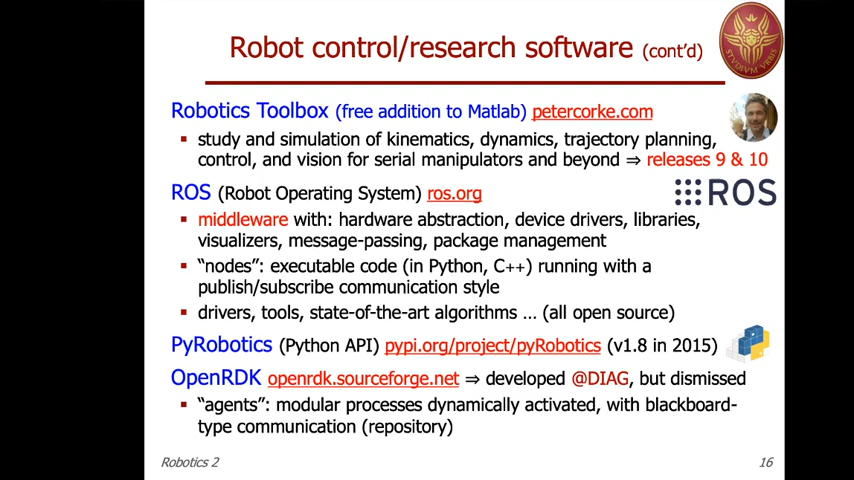 Robot control/research software (cont’d)
STVDIVM VRBIS
Robotics Toolbox (free addition to Matlab) petercorke.com
▪ study and simulation of kinematics, dynamics, trajectory planning,
control, and vision for serial manipulators and beyond ⇒ releases 9 & 10
ROS (Robot Operating System) ros.org
ROS
▪ middleware with: hardware abstraction, device drivers, libraries,
visualizers, message-passing, package management
▪ “nodes”: executable code (in Python, C++) running with a
publish/subscribe communication style
▪ drivers, tools, state-of-the-art algorithms … (all open source)
PyRobotics (Python API) pypi.org/project/pyRobotics (v1.8 in 2015)
OpenRDK openrdk.sourceforge.net ⇒ developed @DIAG, but dismissed
▪ “agents”: modular processes dynamically activated, with blackboard-
type communication (repository)
Robotics 2
16